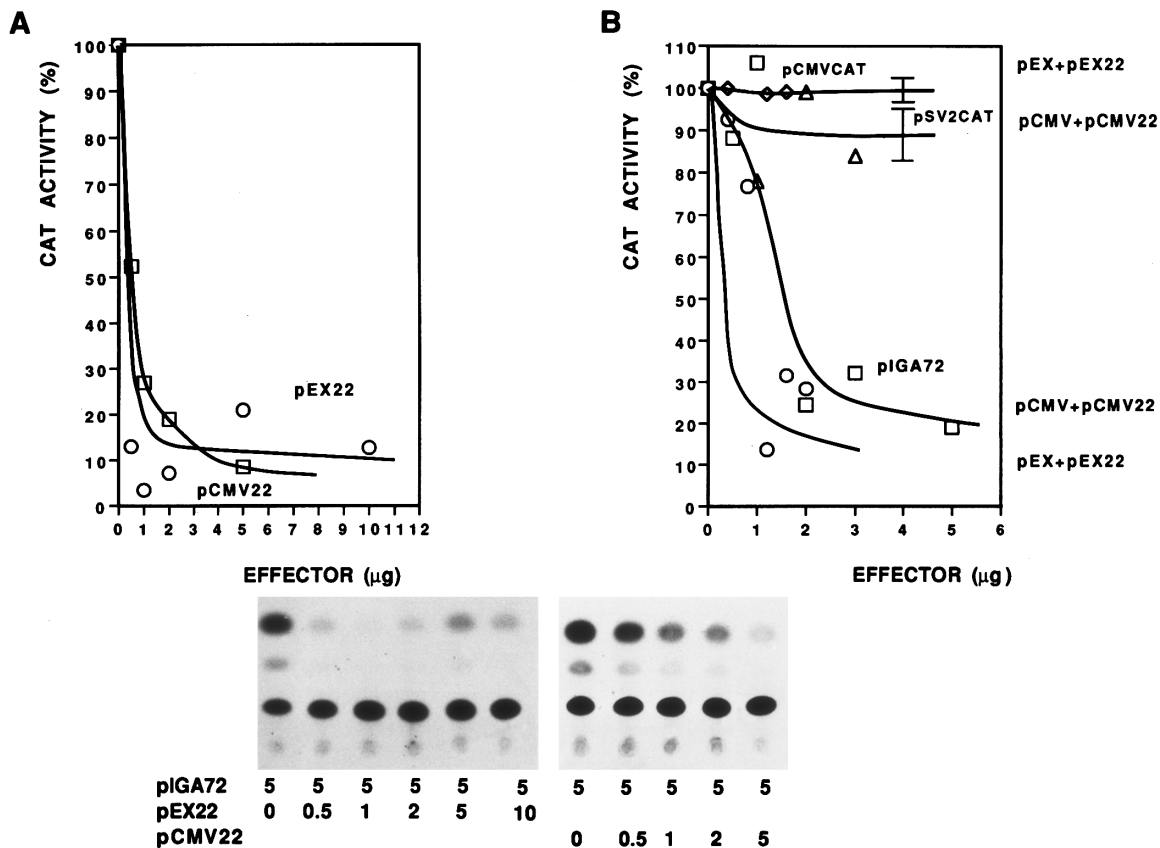 A
100
90
80
70
60
50
40
30
20
10
0
CAT ACTIVITY (%)
pEX22
pCMV22
0 1 2 3 4 5 6 7 8 9 10 11 12
EFFECTOR (μg)
B
110
100
90
80
70
60
50
40
30
20
10
0
CAT ACTIVITY (%)
pCMVCAT
pSV2CAT
pIGA72
pEX+pEX22
pCMV+pCMV22
pCMV+pCMV22
pEX+pEX22
0 1 2 3 4 5 6
EFFECTOR (μg)
pIGA72 5 5 5 5 5 5 5 5 5 5 5
pEX22 0 0.5 1 2 5 10
pCMV22 0 0.5 1 2 5